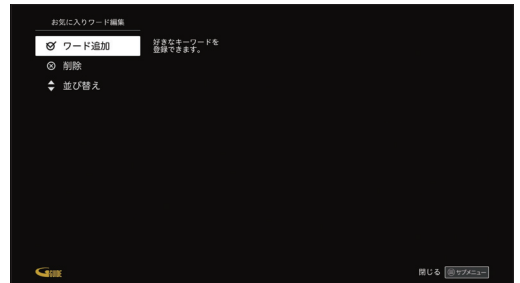 お気に入りワード編集
ワード追加
好きなキーワードを
登録できます。
削除
並び替え
G GUIDE
閉じる サブメニュー